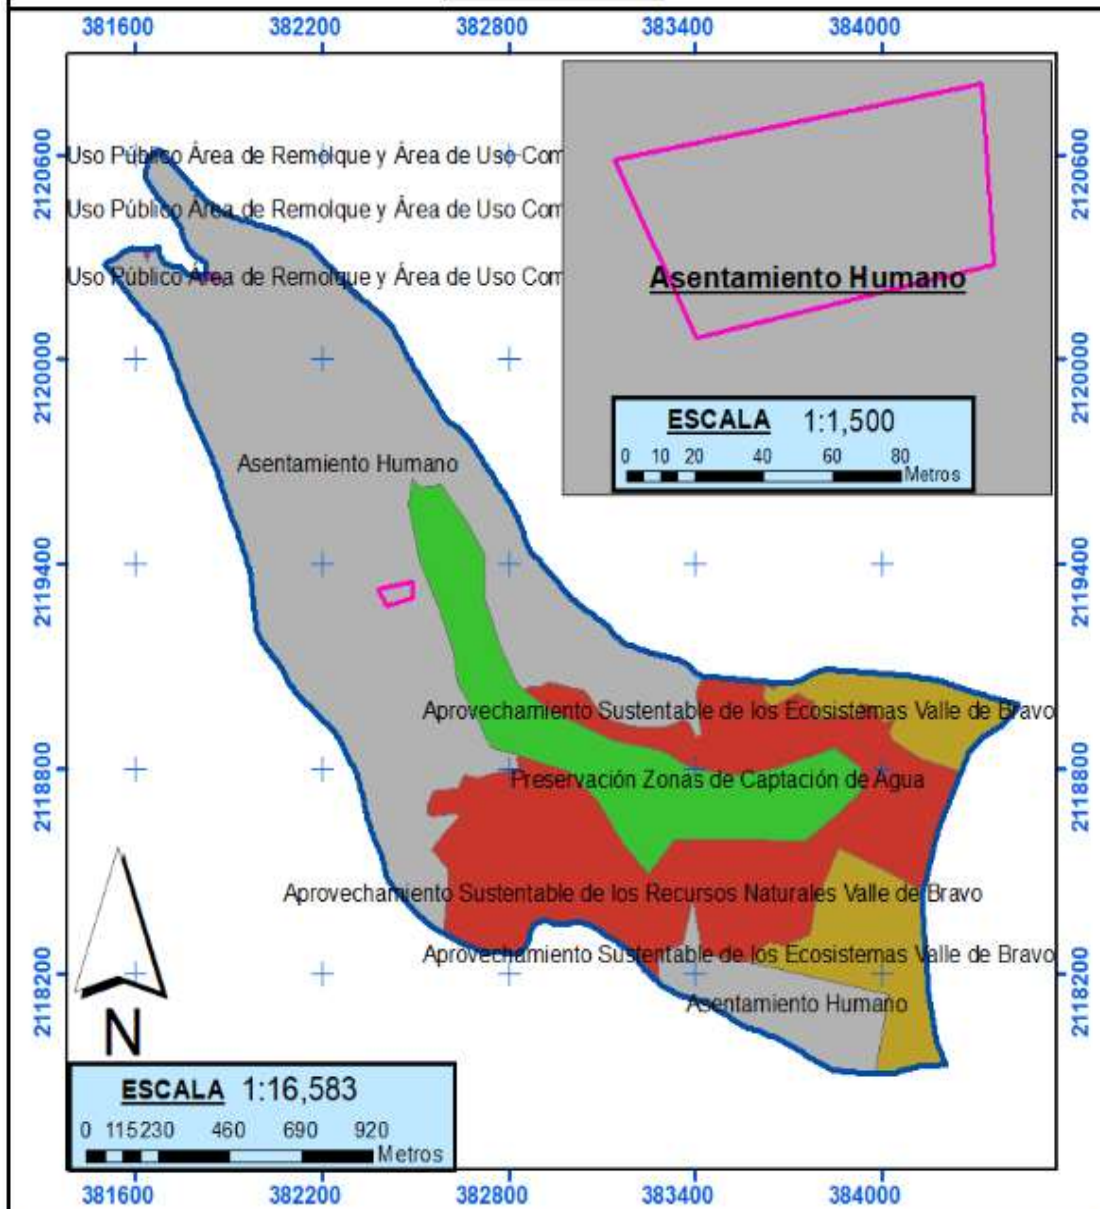 381600 382200 382800 383400 384000
2120600
2120000
2119400
2118800
2118200
Uso Público Área de Remolque y Área de Uso Com
Uso Público Área de Remolque y Área de Uso Com
Uso Público Área de Remolque y Área de Uso Com
Asentamiento Humano
ESCALA 1:1,500
0 10 20 40 60 80
Metros
Asentamiento Humano
Aprovechamiento Sustentable de los Ecosistemas Valle de Bravo
Preservación Zonas de Captación de Agua
Aprovechamiento Sustentable de los Recursos Naturales Valle de Bravo
Aprovechamiento Sustentable de los Ecosistemas Valle de Bravo
Asentamiento Humano
N
ESCALA 1:16,583
0 115230 460 690 920
Metros
2120600
2120000
2119400
2118800
2118200
381600 382200 382800 383400 384000